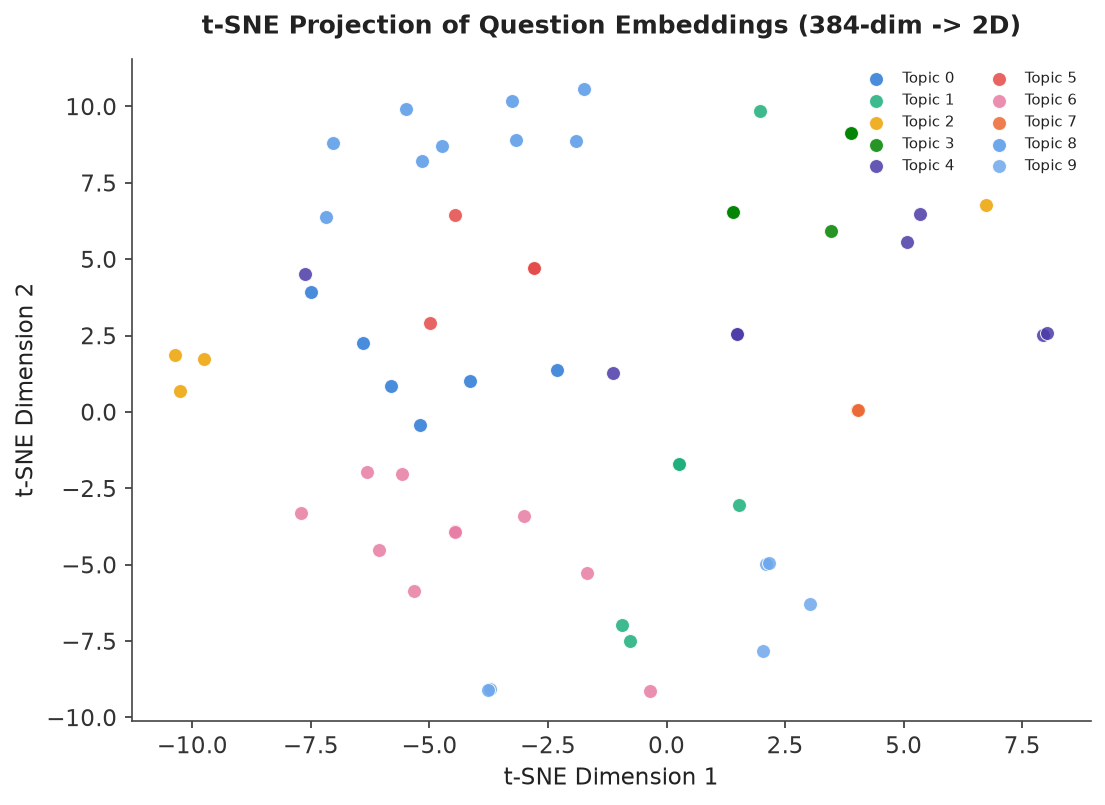 t-SNE Projection of Question Embeddings (384-dim -> 2D)
Topic 0
Topic 1
Topic 2
Topic 3
Topic 4
Topic 5
Topic 6
Topic 7
Topic 8
Topic 9
t-SNE Dimension 2
10.0
7.5
5.0
2.5
0.0
−2.5
−5.0
−7.5
−10.0
−10.0 −7.5 −5.0 −2.5 0.0 2.5 5.0 7.5
t-SNE Dimension 1